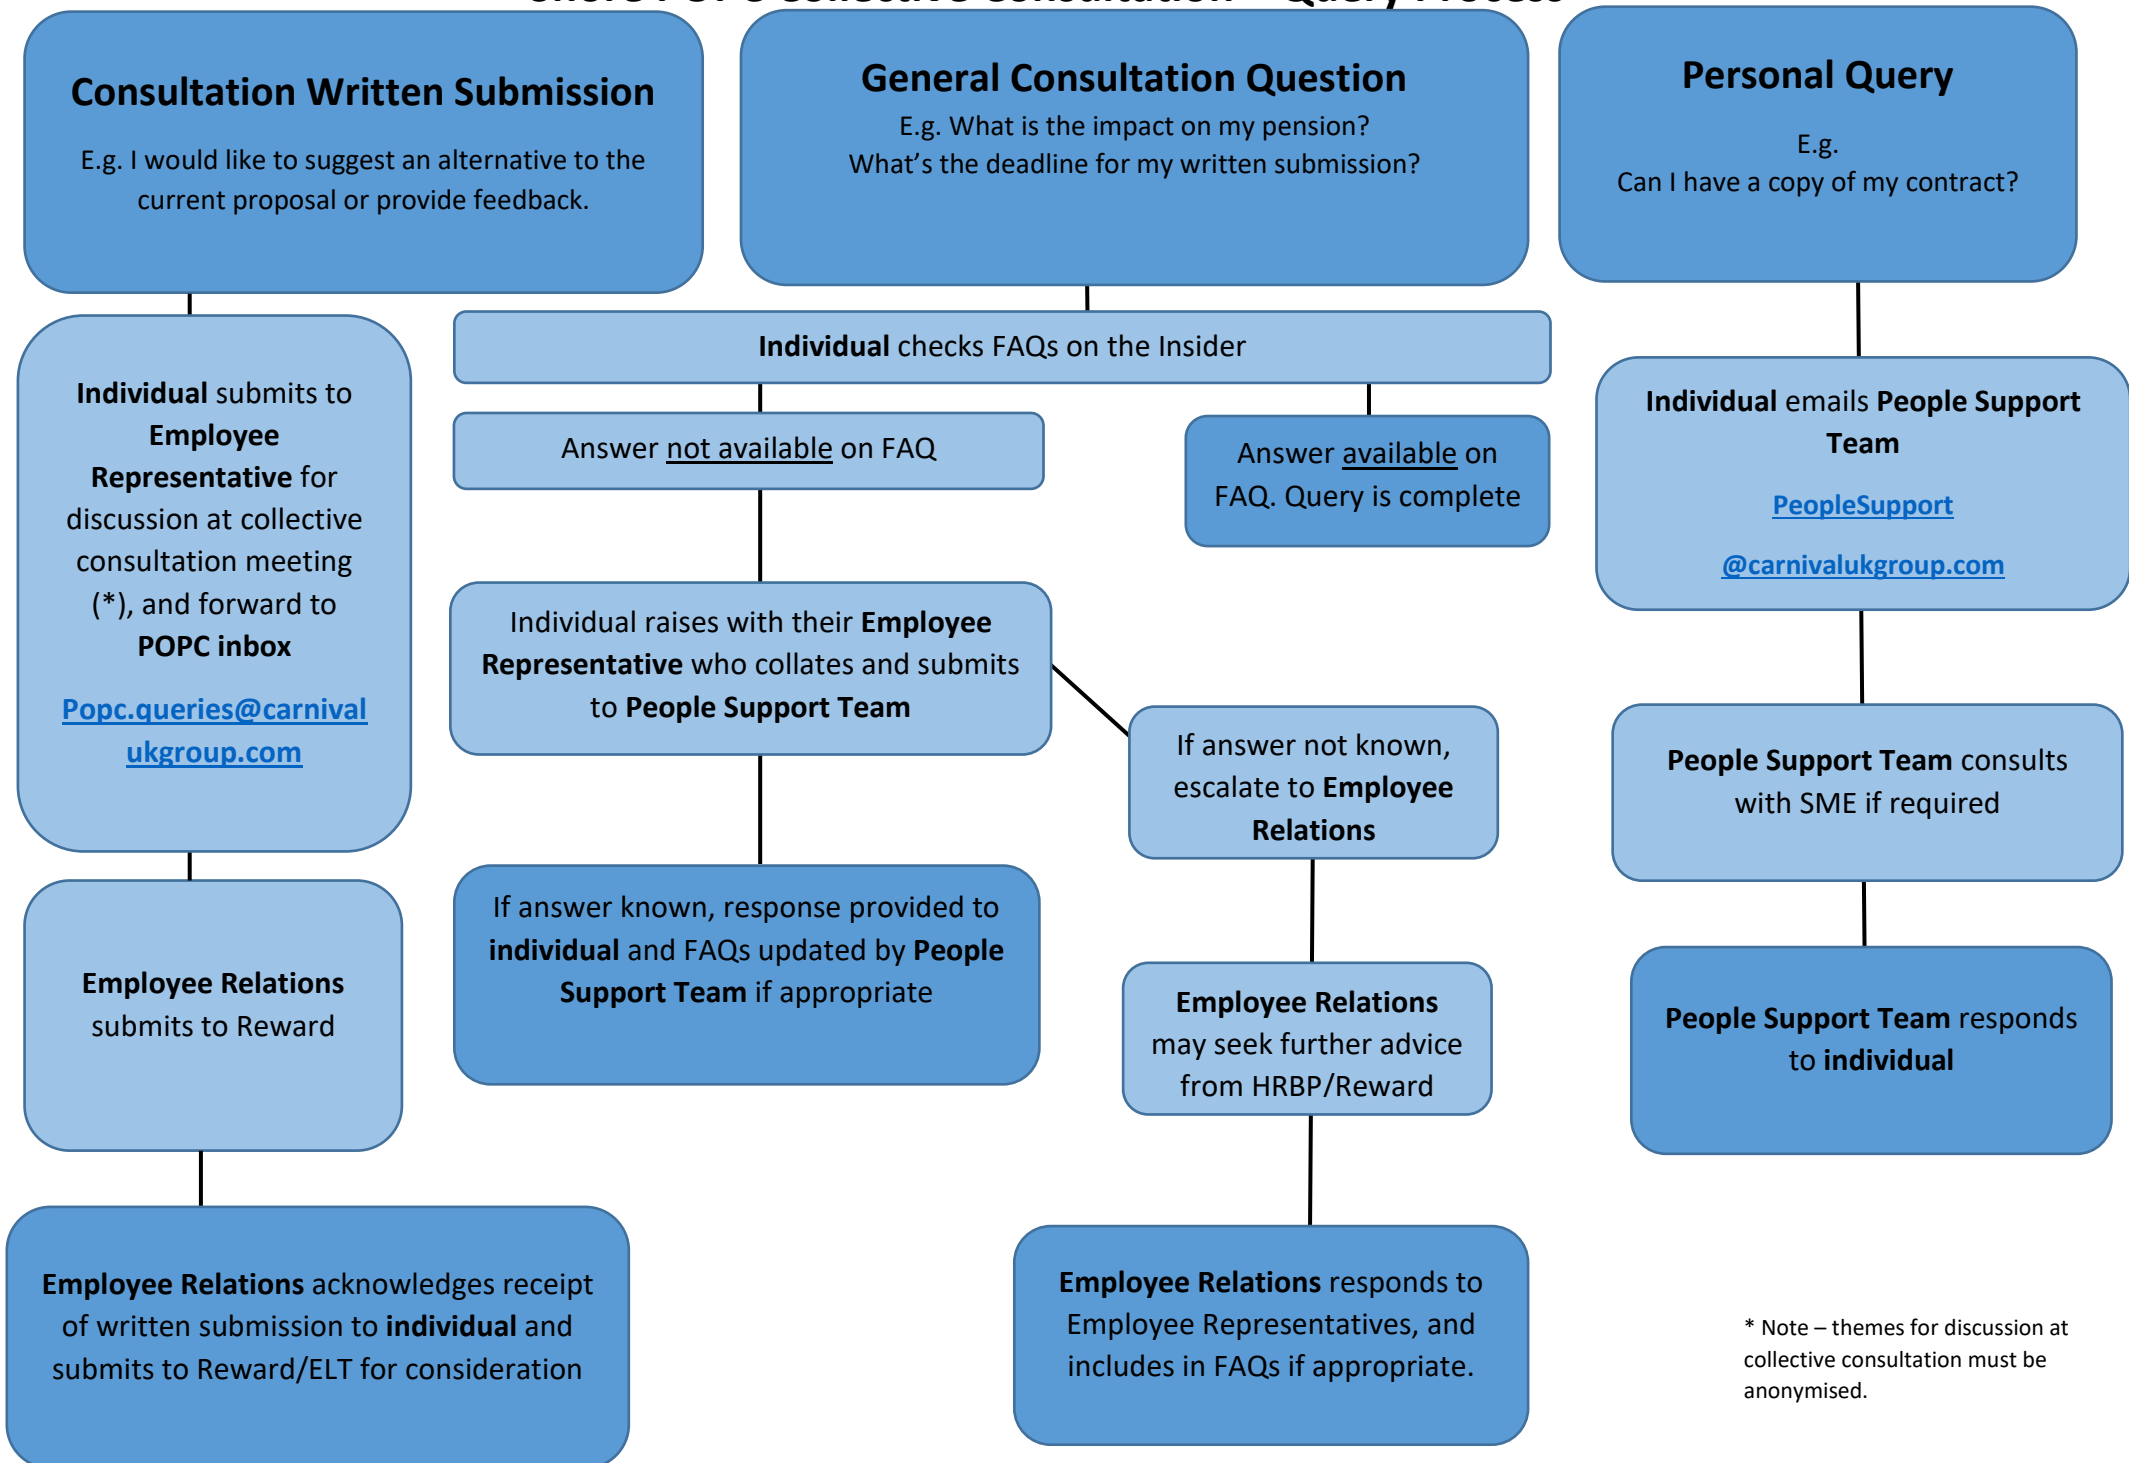 Consultation Written Submission
E.g. I would like to suggest an alternative to the
current proposal or provide feedback.
General Consultation Question
E.g. What is the impact on my pension?
What's the deadline for my written submission?
Personal Query
E.g.
Can I have a copy of my contract?
Individual submits to
Employee
Representative for
discussion at collective
consultation meeting
(*), and forward to
POPC inbox
Popc.queries@carnival
ukgroup.com
Employee Relations
submits to Reward
Employee Relations acknowledges receipt
of written submission to individual and
submits to Reward/ELT for consideration
Individual checks FAQs on the Insider
Answer not available on FAQ
Answer available on
FAQ. Query is complete
Individual raises with their Employee
Representative who collates and submits
to People Support Team
If answer known, response provided to
individual and FAQs updated by People
Support Team if appropriate
If answer not known,
escalate to Employee
Relations
Employee Relations
may seek further advice
from HRBP/Reward
Employee Relations responds to
Employee Representatives, and
includes in FAQs if appropriate.
Individual emails People Support
Team
PeopleSupport
@carnivalukgroup.com
People Support Team consults
with SME if required
People Support Team responds
to individual
* Note – themes for discussion at
collective consultation must be
anonymised.